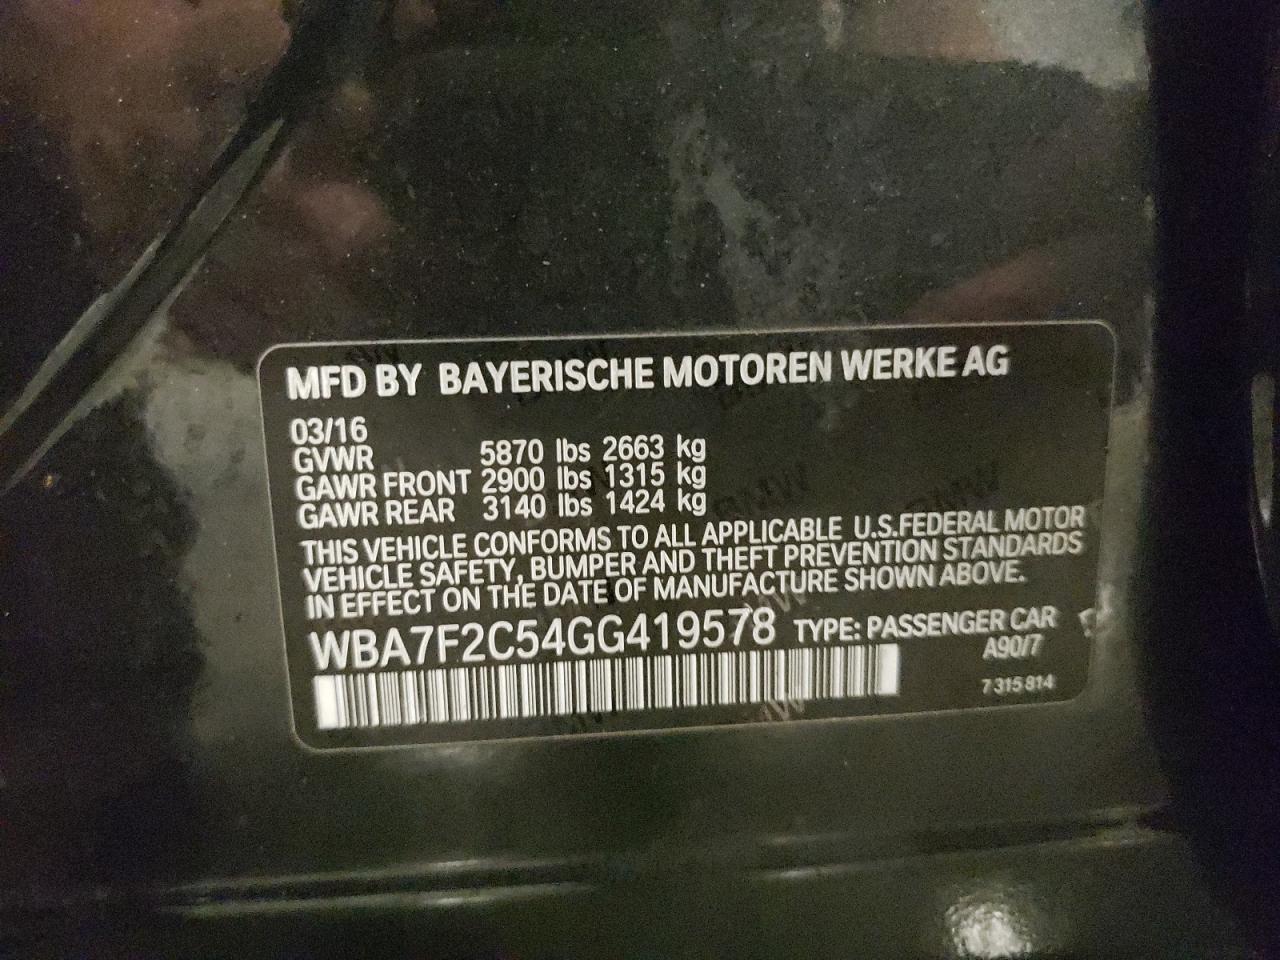 MFD BY BAYERISCHE MOTOREN WERKE AG
03/16
GVWR 5870 lbs 2663 kg
GAWR FRONT 2900 lbs 1315 kg
GAWR REAR 3140 lbs 1424 kg
THIS VEHICLE CONFORMS TO ALL APPLICABLE U.S.FEDERAL MOTOR
VEHICLE SAFETY, BUMPER AND THEFT PREVENTION STANDARDS
IN EFFECT ON THE DATE OF MANUFACTURE SHOWN ABOVE.
WBA7F2C54GG419578 TYPE: PASSENGER CAR
A90/7
7 315 814